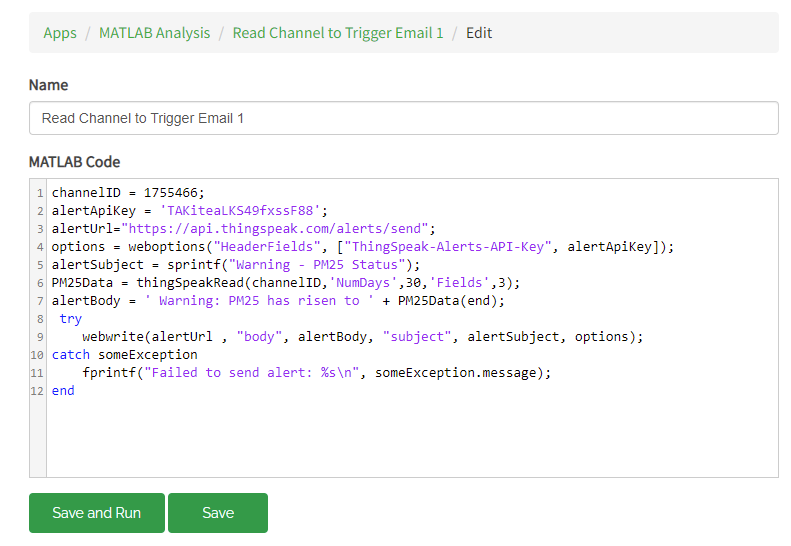 Apps / MATLAB Analysis / Read Channel to Trigger Email 1 / Edit
Name
Read Channel to Trigger Email 1
MATLAB Code
1 channelID = 1755466;
2 alertApiKey = 'TAKiteaLKS49fxssF88';
3 alertUrl="https://api.thingspeak.com/alerts/send";
4 options = weboptions("HeaderFields", ["ThingSpeak-Alerts-API-Key", alertApiKey]);
5 alertSubject = sprintf("Warning - PM25 Status");
6 PM25Data = thingSpeakRead(channelID,'NumDays',30,'Fields',3);
7 alertBody = ' Warning: PM25 has risen to ' + PM25Data(end);
8 try
9 webwrite(alertUrl , "body", alertBody, "subject", alertSubject, options);
10 catch someException
11 fprintf("Failed to send alert: %s\n", someException.message);
12 end
Save and Run Save